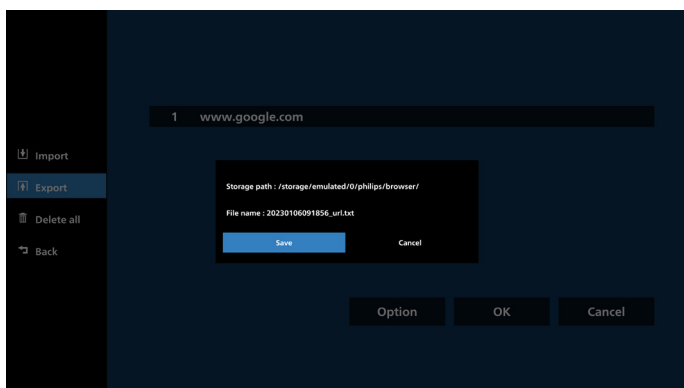 1 www.google.com
Import
Export
Delete all
Back
Storage path : /storage/emulated/0/philips/browser/
File name : 20230106091856_url.txt
Save Cancel
Option OK Cancel